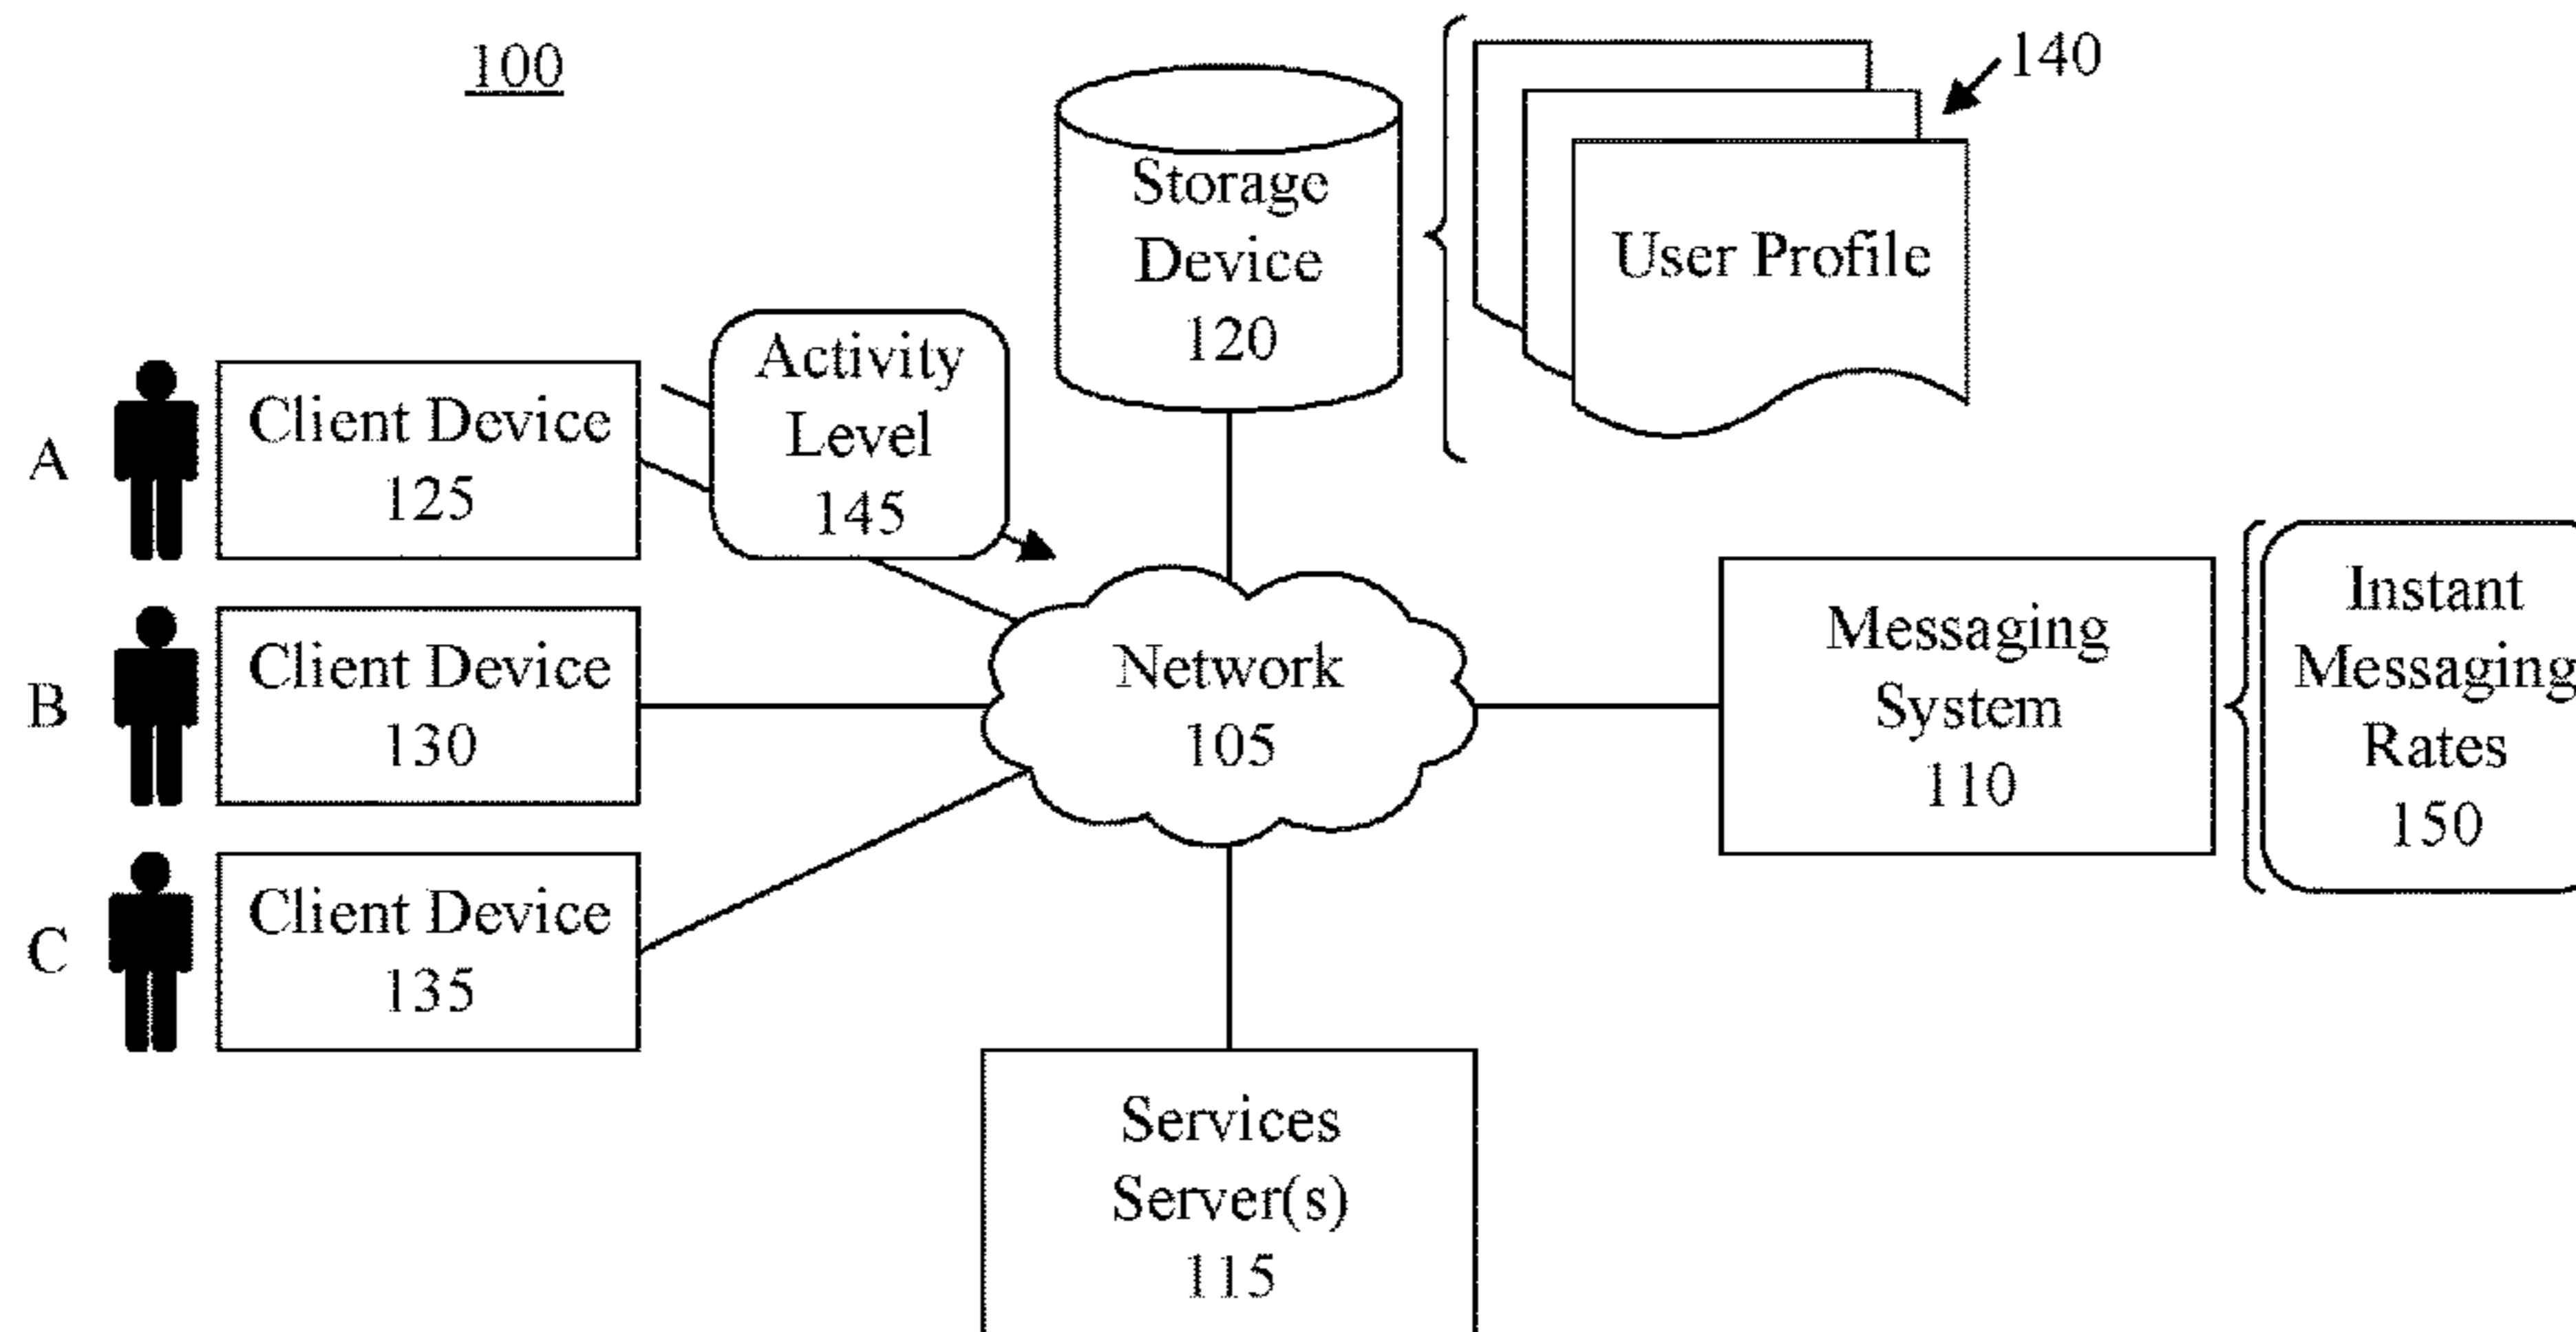 100
140
Storage
Device
120
User Profile
Activity
Level
145
A
Client Device
125
B
Client Device
130
C
Client Device
135
Network
105
Messaging
System
110
Instant
Messaging
Rates
150
Services
Server(s)
115